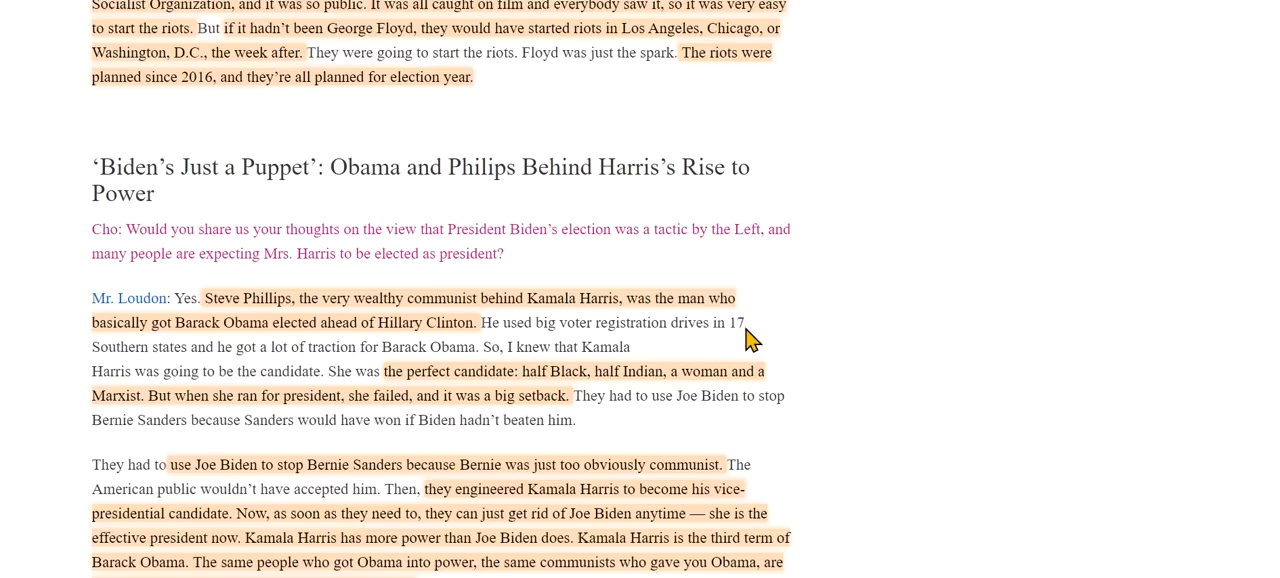 Socialist Organization, and it was so public. It was all caught on film and everybody saw it, so it was very easy
to start the riots. But if it hadn’t been George Floyd, they would have started riots in Los Angeles, Chicago, or
Washington, D.C., the week after. They were going to start the riots. Floyd was just the spark. The riots were
planned since 2016, and they’re all planned for election year.
‘Biden’s Just a Puppet’: Obama and Philips Behind Harris’s Rise to
Power
Cho: Would you share us your thoughts on the view that President Biden’s election was a tactic by the Left, and
many people are expecting Mrs. Harris to be elected as president?
Mr. Loudon: Yes. Steve Phillips, the very wealthy communist behind Kamala Harris, was the man who
basically got Barack Obama elected ahead of Hillary Clinton. He used big voter registration drives in 17
Southern states and he got a lot of traction for Barack Obama. So, I knew that Kamala
Harris was going to be the candidate. She was the perfect candidate: half Black, half Indian, a woman and a
Marxist. But when she ran for president, she failed, and it was a big setback. They had to use Joe Biden to stop
Bernie Sanders because Sanders would have won if Biden hadn’t beaten him.
They had to use Joe Biden to stop Bernie Sanders because Bernie was just too obviously communist. The
American public wouldn’t have accepted him. Then, they engineered Kamala Harris to become his vice-
presidential candidate. Now, as soon as they need to, they can just get rid of Joe Biden anytime — she is the
effective president now. Kamala Harris has more power than Joe Biden does. Kamala Harris is the third term of
Barack Obama. The same people who got Obama into power, the same communists who gave you Obama, are